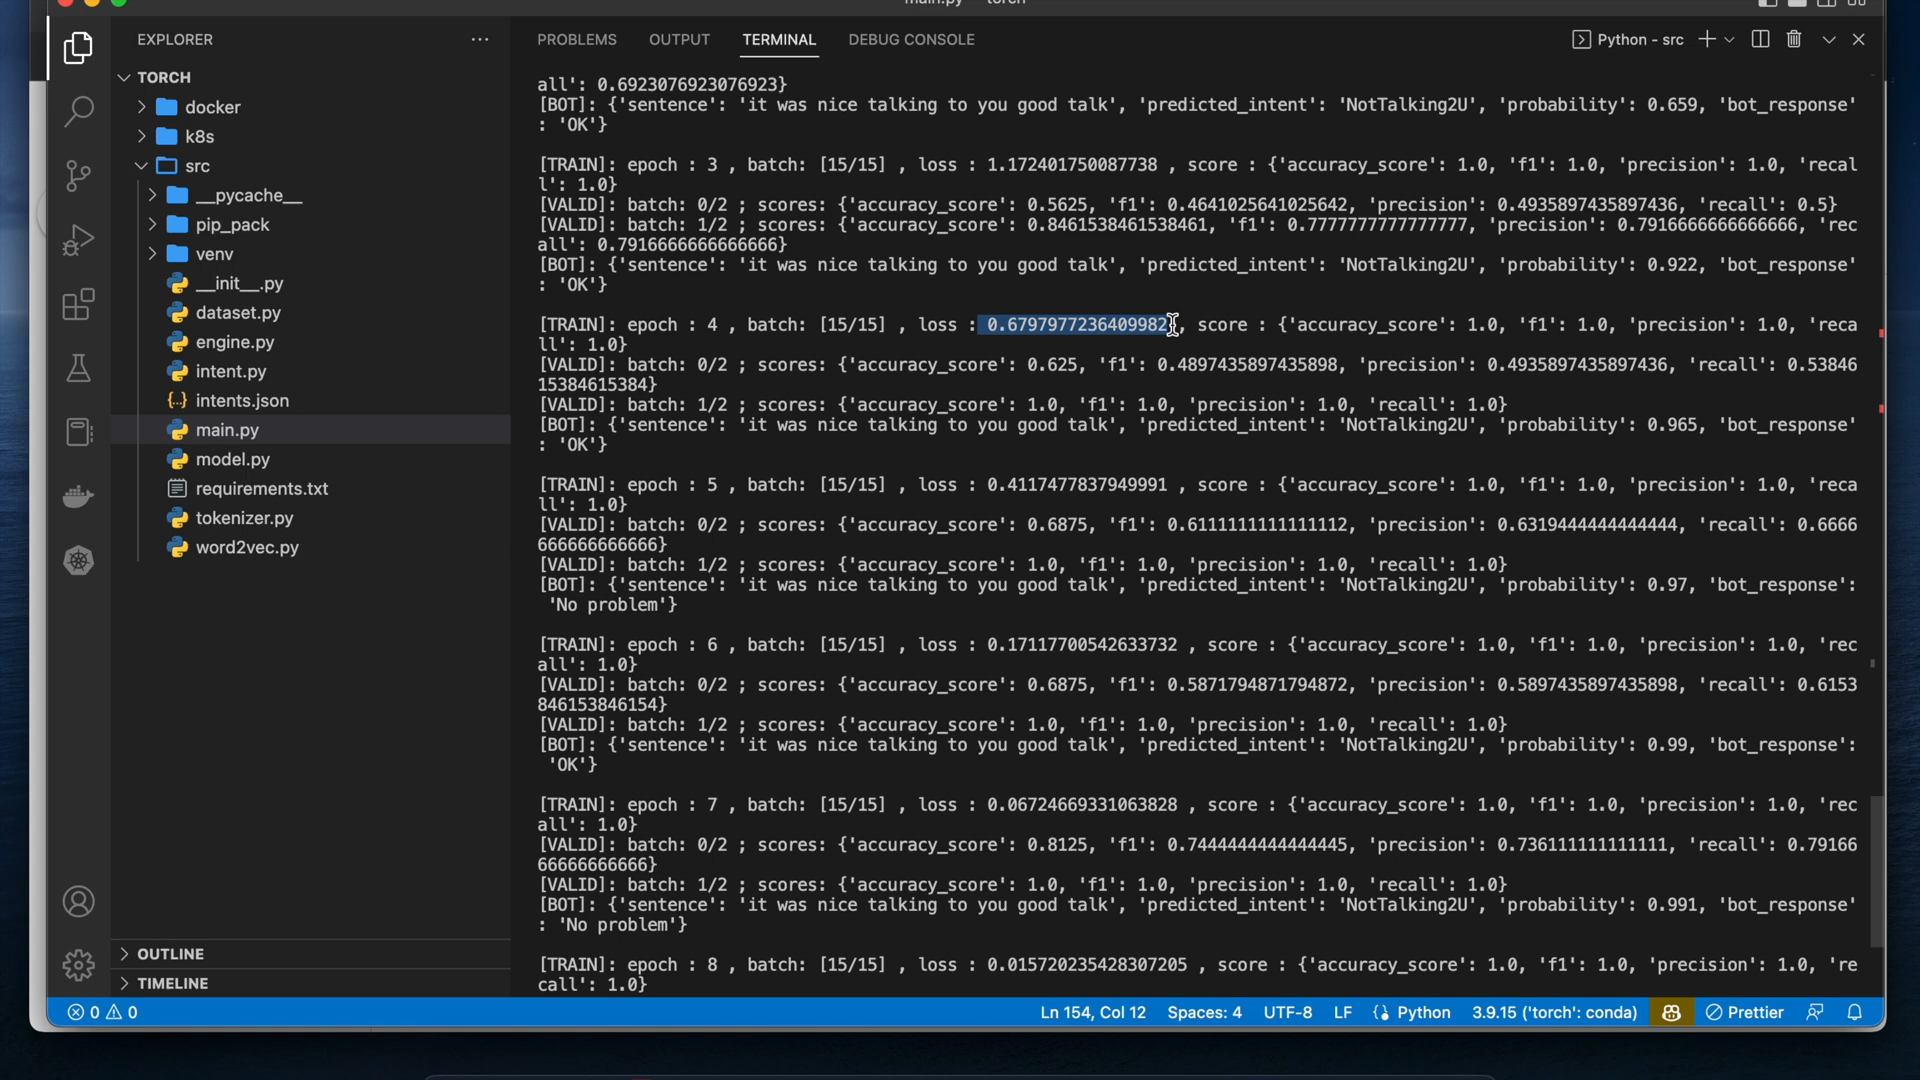 main.py — torch
EXPLORER
PROBLEMS OUTPUT TERMINAL DEBUG CONSOLE
Python - src
TORCH
docker
k8s
src
__pycache__
pip_pack
venv
__init__.py
dataset.py
engine.py
intent.py
intents.json
main.py
model.py
requirements.txt
tokenizer.py
word2vec.py
OUTLINE
TIMELINE
all': 0.6923076923076923}
[BOT]: {'sentence': 'it was nice talking to you good talk', 'predicted_intent': 'NotTalking2U', 'probability': 0.659, 'bot_response'
: 'OK'}
[TRAIN]: epoch : 3 , batch: [15/15] , loss : 1.172401750087738 , score : {'accuracy_score': 1.0, 'f1': 1.0, 'precision': 1.0, 'recal
l': 1.0}
[VALID]: batch: 0/2 ; scores: {'accuracy_score': 0.5625, 'f1': 0.4641025641025642, 'precision': 0.4935897435897436, 'recall': 0.5}
[VALID]: batch: 1/2 ; scores: {'accuracy_score': 0.8461538461538461, 'f1': 0.7777777777777777, 'precision': 0.7916666666666666, 'rec
all': 0.7916666666666666}
[BOT]: {'sentence': 'it was nice talking to you good talk', 'predicted_intent': 'NotTalking2U', 'probability': 0.922, 'bot_response'
: 'OK'}
[TRAIN]: epoch : 4 , batch: [15/15] , loss : 0.6797977236409982 , score : {'accuracy_score': 1.0, 'f1': 1.0, 'precision': 1.0, 'reca
ll': 1.0}
[VALID]: batch: 0/2 ; scores: {'accuracy_score': 0.625, 'f1': 0.4897435897435898, 'precision': 0.4935897435897436, 'recall': 0.53846
15384615384}
[VALID]: batch: 1/2 ; scores: {'accuracy_score': 1.0, 'f1': 1.0, 'precision': 1.0, 'recall': 1.0}
[BOT]: {'sentence': 'it was nice talking to you good talk', 'predicted_intent': 'NotTalking2U', 'probability': 0.965, 'bot_response'
: 'OK'}
[TRAIN]: epoch : 5 , batch: [15/15] , loss : 0.4117477837949991 , score : {'accuracy_score': 1.0, 'f1': 1.0, 'precision': 1.0, 'reca
ll': 1.0}
[VALID]: batch: 0/2 ; scores: {'accuracy_score': 0.6875, 'f1': 0.6111111111111112, 'precision': 0.6319444444444444, 'recall': 0.6666
666666666666}
[VALID]: batch: 1/2 ; scores: {'accuracy_score': 1.0, 'f1': 1.0, 'precision': 1.0, 'recall': 1.0}
[BOT]: {'sentence': 'it was nice talking to you good talk', 'predicted_intent': 'NotTalking2U', 'probability': 0.97, 'bot_response':
'No problem'}
[TRAIN]: epoch : 6 , batch: [15/15] , loss : 0.17117700542633732 , score : {'accuracy_score': 1.0, 'f1': 1.0, 'precision': 1.0, 'rec
all': 1.0}
[VALID]: batch: 0/2 ; scores: {'accuracy_score': 0.6875, 'f1': 0.5871794871794872, 'precision': 0.5897435897435898, 'recall': 0.6153
846153846154}
[VALID]: batch: 1/2 ; scores: {'accuracy_score': 1.0, 'f1': 1.0, 'precision': 1.0, 'recall': 1.0}
[BOT]: {'sentence': 'it was nice talking to you good talk', 'predicted_intent': 'NotTalking2U', 'probability': 0.99, 'bot_response':
'OK'}
[TRAIN]: epoch : 7 , batch: [15/15] , loss : 0.06724669331063828 , score : {'accuracy_score': 1.0, 'f1': 1.0, 'precision': 1.0, 'rec
all': 1.0}
[VALID]: batch: 0/2 ; scores: {'accuracy_score': 0.8125, 'f1': 0.7444444444444445, 'precision': 0.736111111111111, 'recall': 0.79166
66666666666}
[VALID]: batch: 1/2 ; scores: {'accuracy_score': 1.0, 'f1': 1.0, 'precision': 1.0, 'recall': 1.0}
[BOT]: {'sentence': 'it was nice talking to you good talk', 'predicted_intent': 'NotTalking2U', 'probability': 0.991, 'bot_response'
: 'No problem'}
[TRAIN]: epoch : 8 , batch: [15/15] , loss : 0.015720235428307205 , score : {'accuracy_score': 1.0, 'f1': 1.0, 'precision': 1.0, 're
call': 1.0}
0 0 Ln 154, Col 12 Spaces: 4 UTF-8 LF Python 3.9.15 ('torch': conda) Prettier